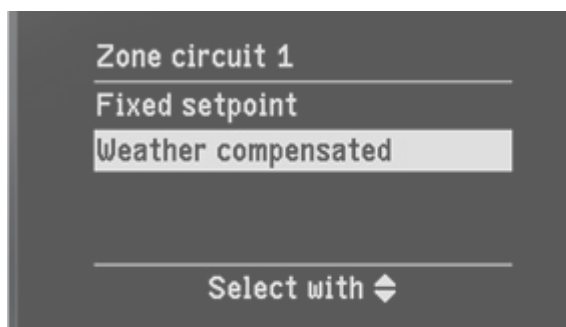 Zone circuit 1
Fixed setpoint
Weather compensated
Select with